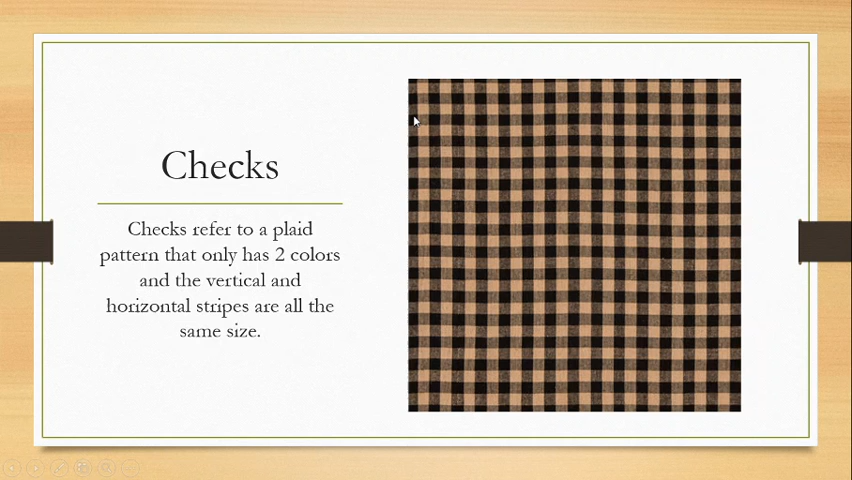 Checks
Checks refer to a plaid
pattern that only has 2 colors
and the vertical and
horizontal stripes are all the
same size.